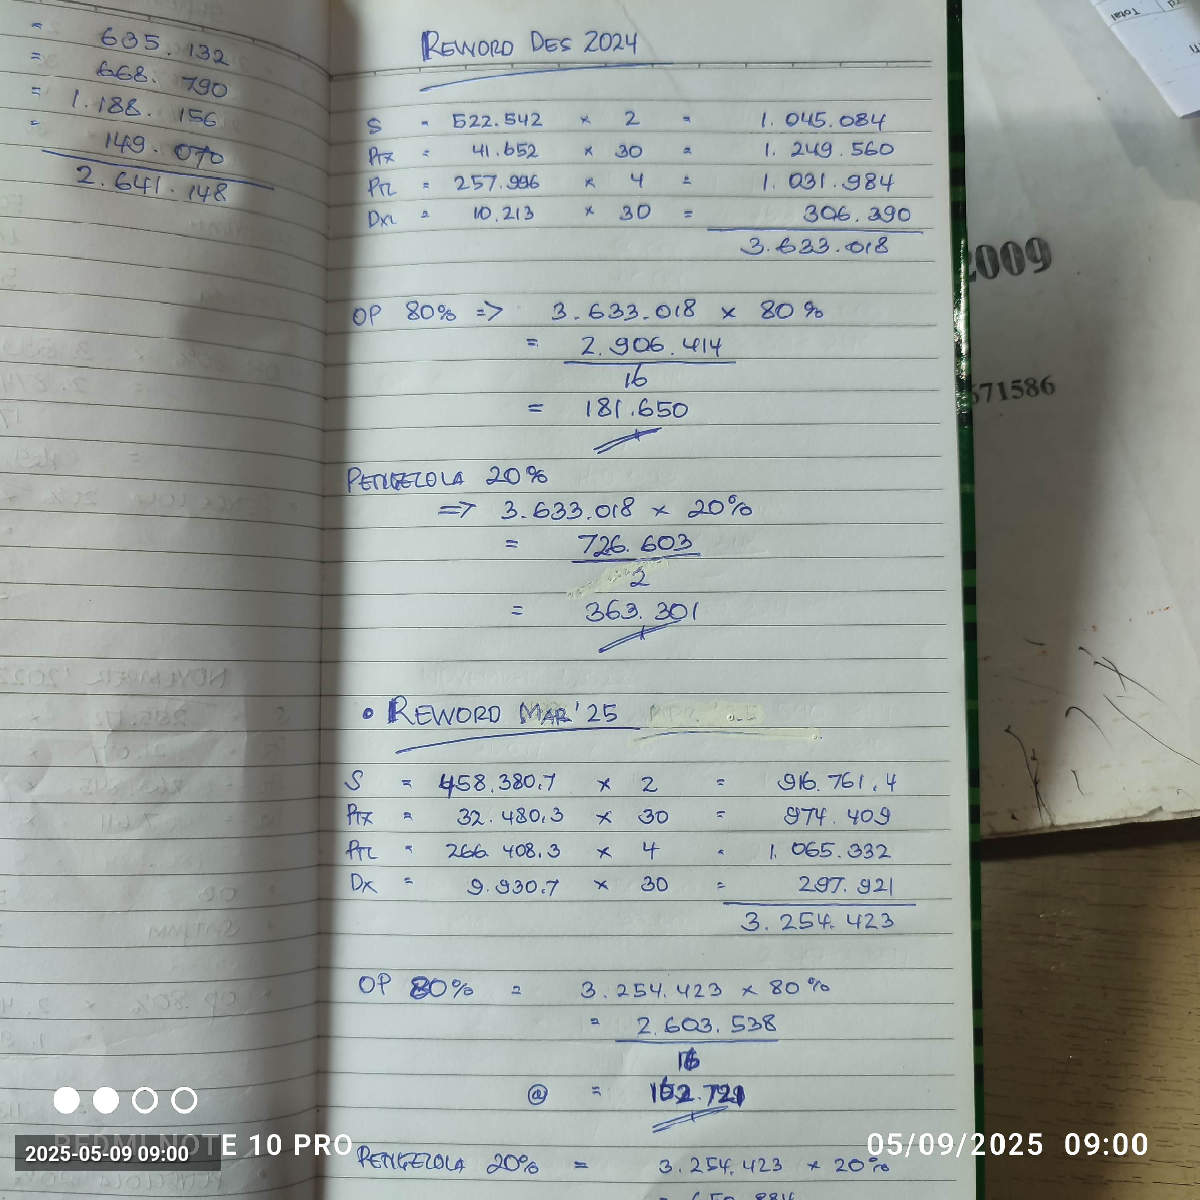 = 635.132
= 668.790
= 1.188.156
= 149.070
2.641.148
REWORD DES 2024
S = 522.542 × 2 = 1.045.084
Ptx = 41.652 × 30 = 1.249.560
PTL = 257.996 × 4 = 1.031.984
DXL = 10.213 × 30 = 306.390
3.633.018
OP 80% => 3.633.018 × 80%
= 2.906.414
16
= 181.650
PENGELOLA 20%
=> 3.633.018 × 20%
= 726.603
2
= 363.301
• REWORD MAR '25
S = 458.380,7 × 2 = 916.761,4
Ptx = 32.480,3 × 30 = 974.409
PTL = 266.408,3 × 4 = 1.065.332
DX = 9.930,7 × 30 = 297.921
3.254.423
OP 80% = 3.254.423 × 80%
= 2.603.538
16
@ = 162.721
PENGELOLA 20% = 3.254.423 × 20%
2009
671586
Total
REDMI NOTE 10 PRO
2025-05-09 09:00
05/09/2025 09:00